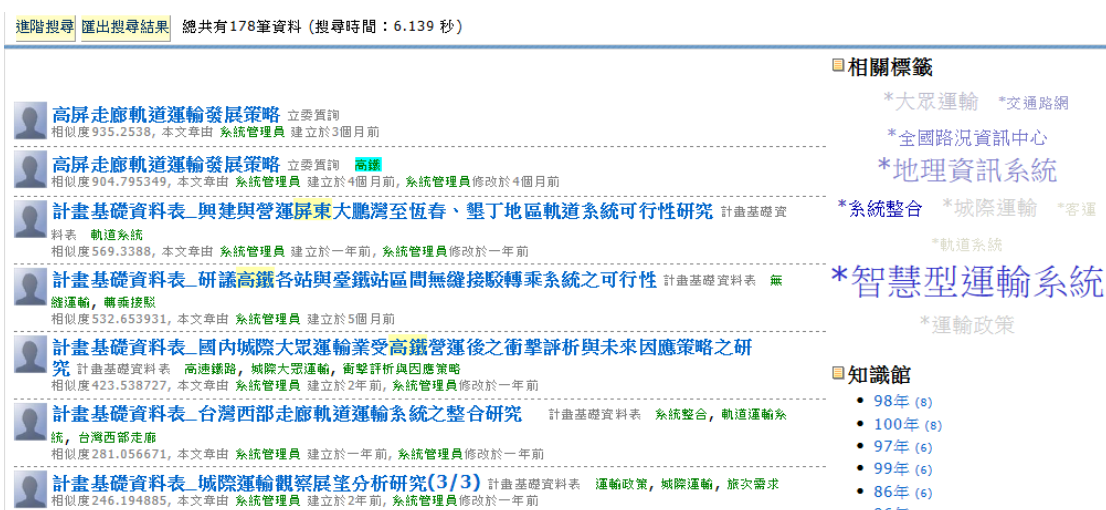 進階搜尋 匯出搜尋結果 總共有178筆資料 (搜尋時間：6.139 秒)
高屏走廊軌道運輸發展策略 立委質詢
相似度935.2538, 本文章由 系統管理員 建立於3個月前
高屏走廊軌道運輸發展策略 立委質詢 高鐵
相似度904.795349, 本文章由 系統管理員 建立於4個月前, 系統管理員修改於4個月前
計畫基礎資料表_興建與營運屏東大鵬灣至恆春、墾丁地區軌道系統可行性研究 計畫基礎資
料表 軌道系統
相似度569.3388, 本文章由 系統管理員 建立於一年前, 系統管理員修改於一年前
計畫基礎資料表_研議高鐵各站與臺鐵站區間無縫接駁轉乘系統之可行性 計畫基礎資料表 無
縫運輸, 轉乘接駁
相似度532.653931, 本文章由 系統管理員 建立於5個月前
計畫基礎資料表_國內城際大眾運輸業受高鐵營運後之衝擊評析與未來因應策略之研
究 計畫基礎資料表 高速鐵路, 城際大眾運輸, 衝擊評析與因應策略
相似度423.538727, 本文章由 系統管理員 建立於2年前, 系統管理員修改於一年前
計畫基礎資料表_台灣西部走廊軌道運輸系統之整合研究 計畫基礎資料表 系統整合, 軌道運輸系
統, 台灣西部走廊
相似度281.056671, 本文章由 系統管理員 建立於一年前, 系統管理員修改於一年前
計畫基礎資料表_城際運輸觀察展望分析研究(3/3) 計畫基礎資料表 運輸政策, 城際運輸, 旅次需求
相似度246.194885, 本文章由 系統管理員 建立於2年前, 系統管理員修改於一年前
相關標籤
*大眾運輸 *交通路網
*全國路況資訊中心
*地理資訊系統
*系統整合 *城際運輸 *客運
*軌道系統
*智慧型運輸系統
*運輸政策
知識館
98年 (8)
100年 (8)
97年 (6)
99年 (6)
86年 (6)